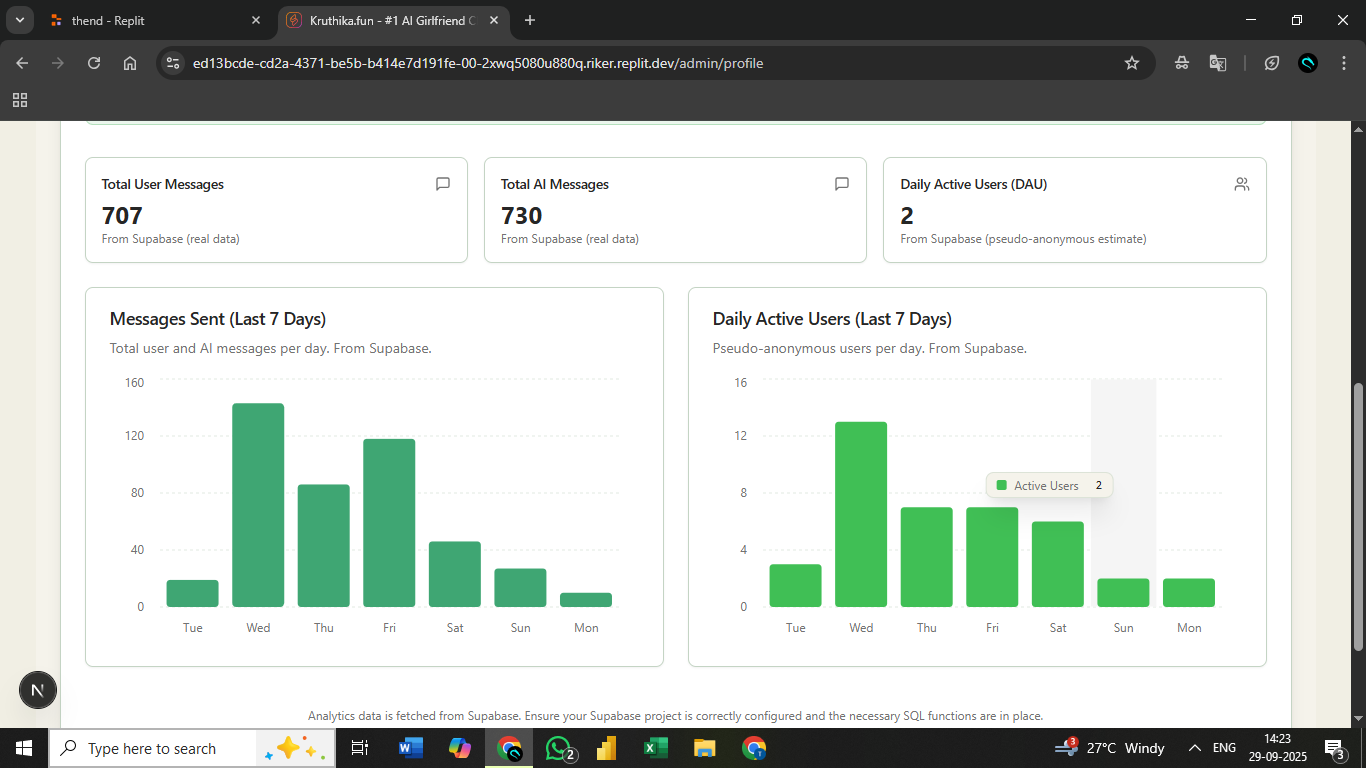 thend - Replit
Kruthika.fun - #1 AI Girlfriend C
ed13bcde-cd2a-4371-be5b-b414e7d191fe-00-2xwq5080u880q.riker.replit.dev/admin/profile
Total User Messages
707
From Supabase (real data)
Total AI Messages
730
From Supabase (real data)
Daily Active Users (DAU)
2
From Supabase (pseudo-anonymous estimate)
Messages Sent (Last 7 Days)
Total user and AI messages per day. From Supabase.
160
120
80
40
0
Tue Wed Thu Fri Sat Sun Mon
Daily Active Users (Last 7 Days)
Pseudo-anonymous users per day. From Supabase.
16
12
8
4
0
Active Users 2
Tue Wed Thu Fri Sat Sun Mon
N
Analytics data is fetched from Supabase. Ensure your Supabase project is correctly configured and the necessary SQL functions are in place.
Type here to search
2
3
27°C Windy
ENG
14:23
29-09-2025
3